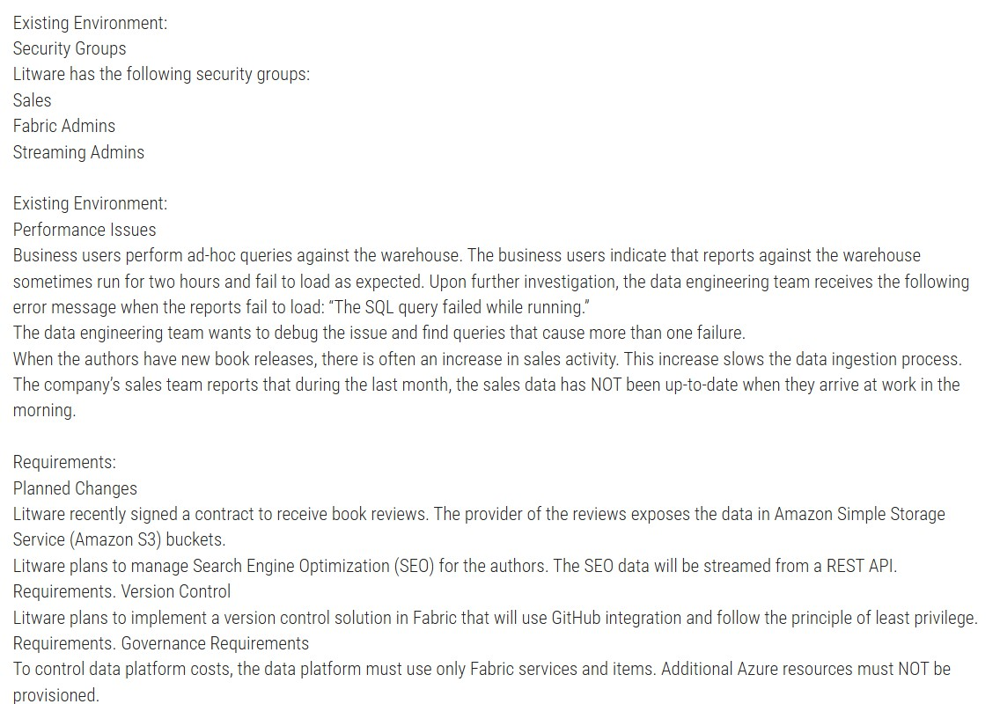 Existing Environment:
Security Groups
Litware has the following security groups:
Sales
Fabric Admins
Streaming Admins
Existing Environment:
Performance Issues
Business users perform ad-hoc queries against the warehouse. The business users indicate that reports against the warehouse
sometimes run for two hours and fail to load as expected. Upon further investigation, the data engineering team receives the following
error message when the reports fail to load: “The SQL query failed while running.”
The data engineering team wants to debug the issue and find queries that cause more than one failure.
When the authors have new book releases, there is often an increase in sales activity. This increase slows the data ingestion process.
The company’s sales team reports that during the last month, the sales data has NOT been up-to-date when they arrive at work in the
morning.
Requirements:
Planned Changes
Litware recently signed a contract to receive book reviews. The provider of the reviews exposes the data in Amazon Simple Storage
Service (Amazon S3) buckets.
Litware plans to manage Search Engine Optimization (SEO) for the authors. The SEO data will be streamed from a REST API.
Requirements. Version Control
Litware plans to implement a version control solution in Fabric that will use GitHub integration and follow the principle of least privilege.
Requirements. Governance Requirements
To control data platform costs, the data platform must use only Fabric services and items. Additional Azure resources must NOT be
provisioned.